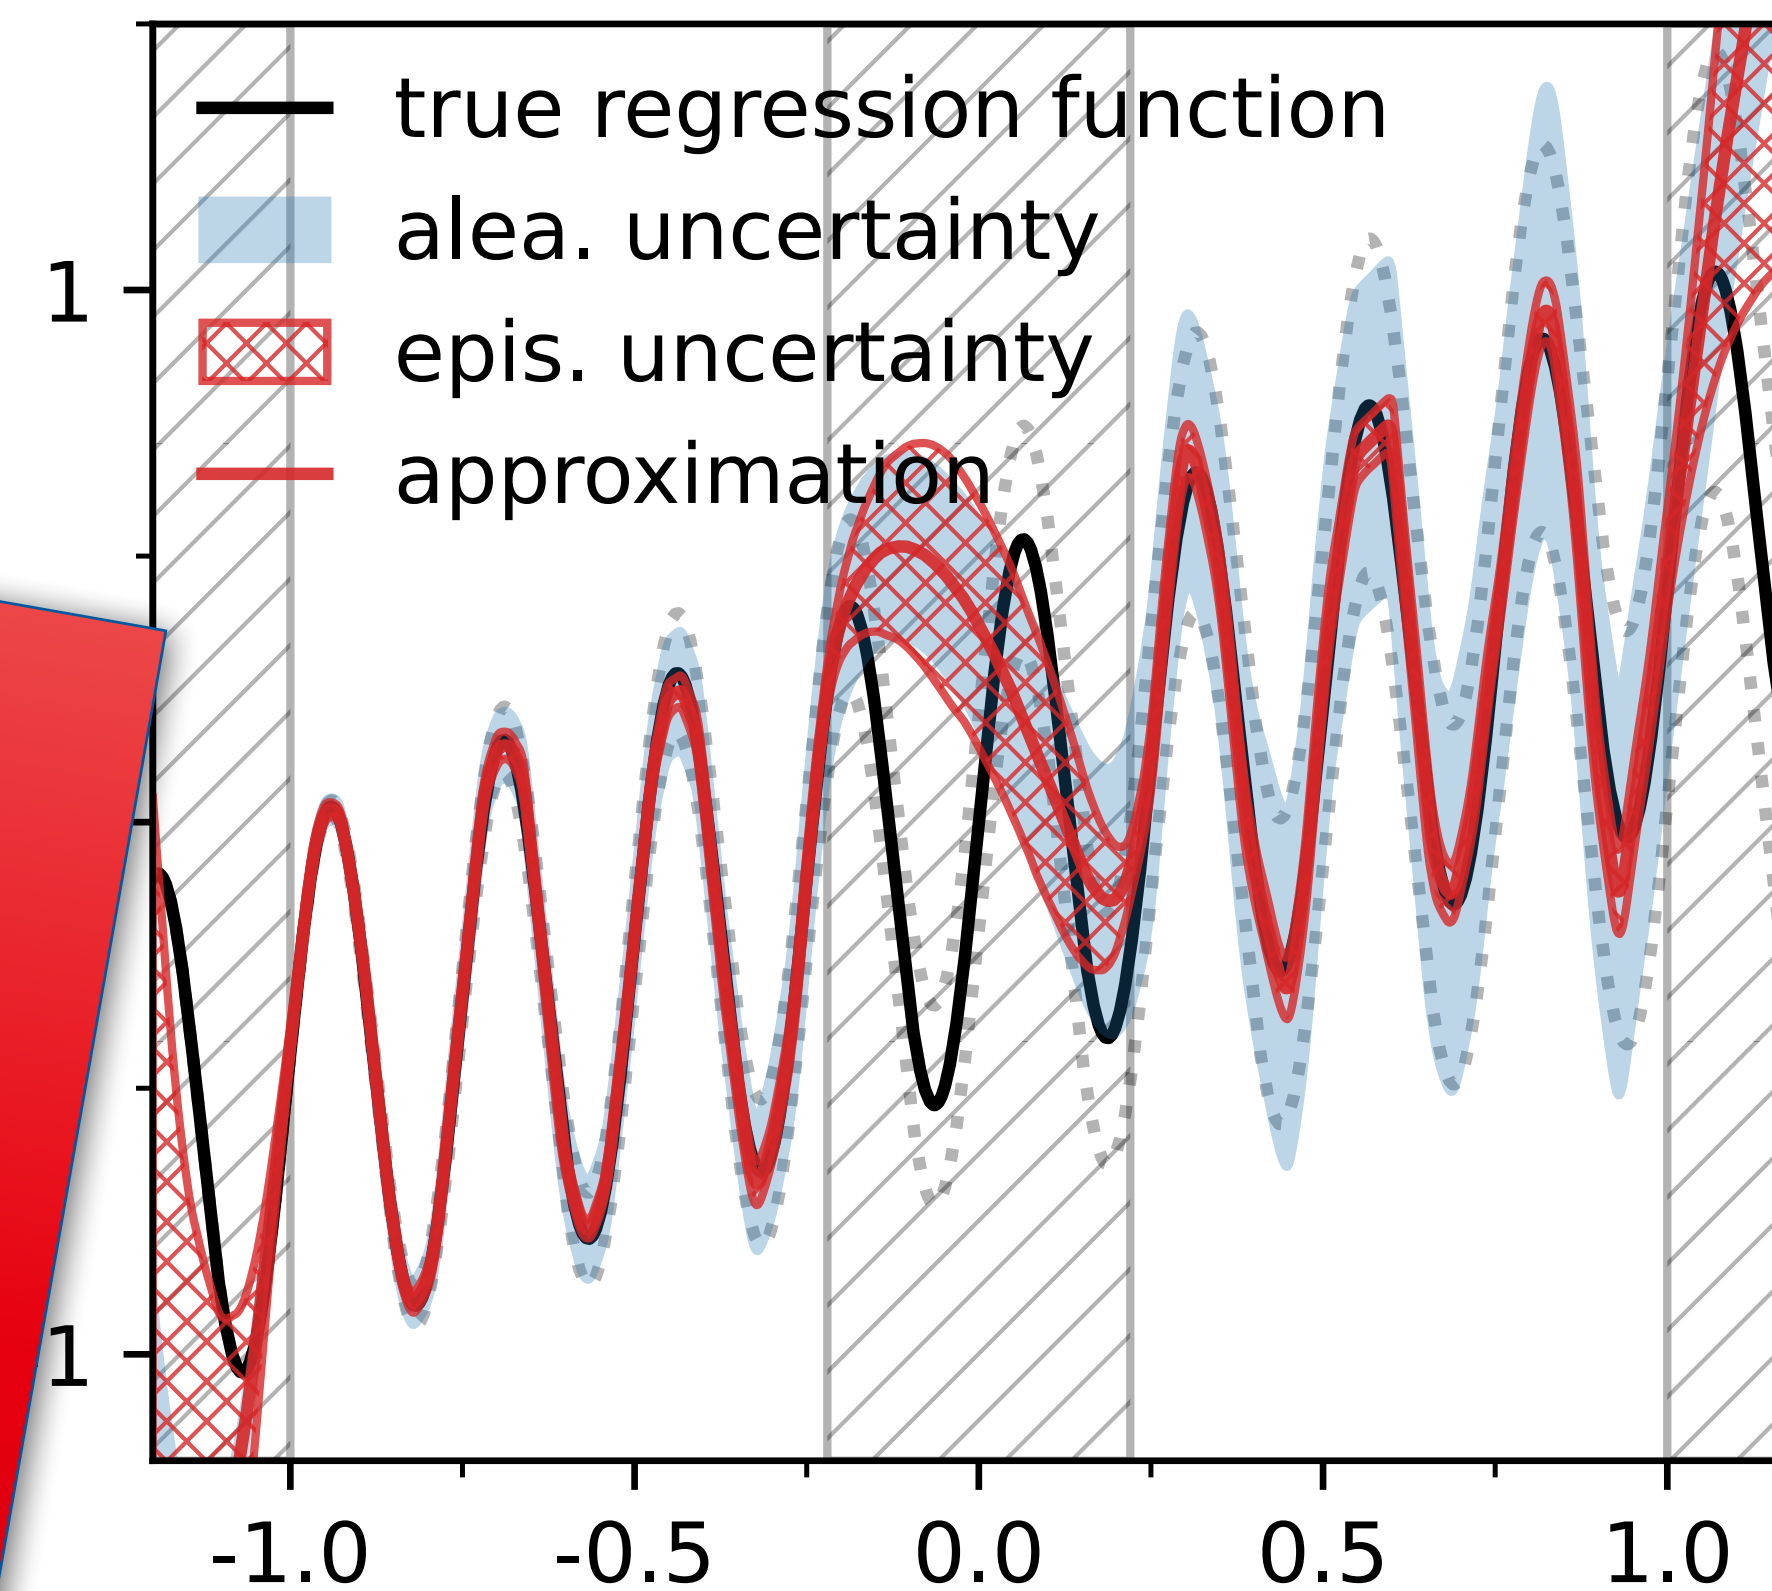 true regression function
alea. uncertainty
epis. uncertainty
approximation
1
1
-1.0 -0.5 0.0 0.5 1.0